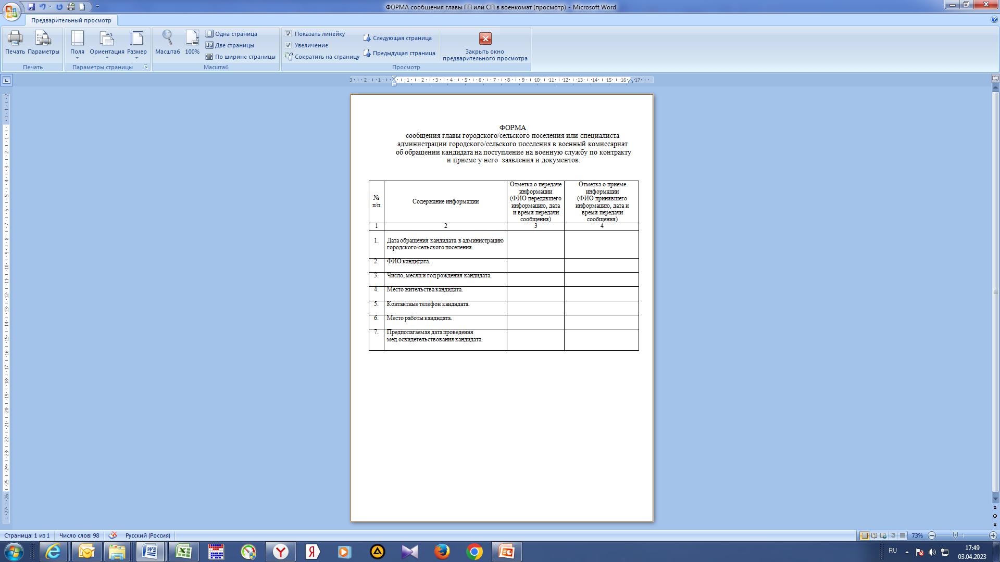 ФОРМА сообщения главы ГП или СП в военкомат (просмотр) - Microsoft Word
Предварительный просмотр
Печать
Параметры
Печать
Поля
Ориентация
Размер
Параметры страницы
Масштаб
100%
Одна страница
Две страницы
По ширине страницы
Масштаб
Показать линейку
Увеличение
Сократить на страницу
Следующая страница
Предыдущая страница
Просмотр
Закрыть окно
предварительного просмотра
ФОРМА
сообщения главы городского/сельского поселения или специалиста
администрации городского/сельского поселения в военный комиссариат
об обращении кандидата на поступление на военную службу по контракту
и приеме у него заявления и документов.
№
п/п
Содержание информации
Отметка о передаче
информации
(ФИО передавшего
информацию, дата
и время передачи
сообщения)
Отметка о приеме
информации
(ФИО принявшего
информацию, дата и
время передачи
сообщения)
1 2 3 4
1. Дата обращения кандидата в администрацию
городского/сельского поселения.
2. ФИО кандидата.
3. Число, месяц и год рождения кандидата.
4. Место жительства кандидата.
5. Контактные телефон кандидата.
6. Место работы кандидата.
7. Предполагаемая дата проведения
мед.освидетельствования кандидата.
Страница: 1 из 1
Число слов: 98
Русский (Россия)
73%
RU
17:49
03.04.2023